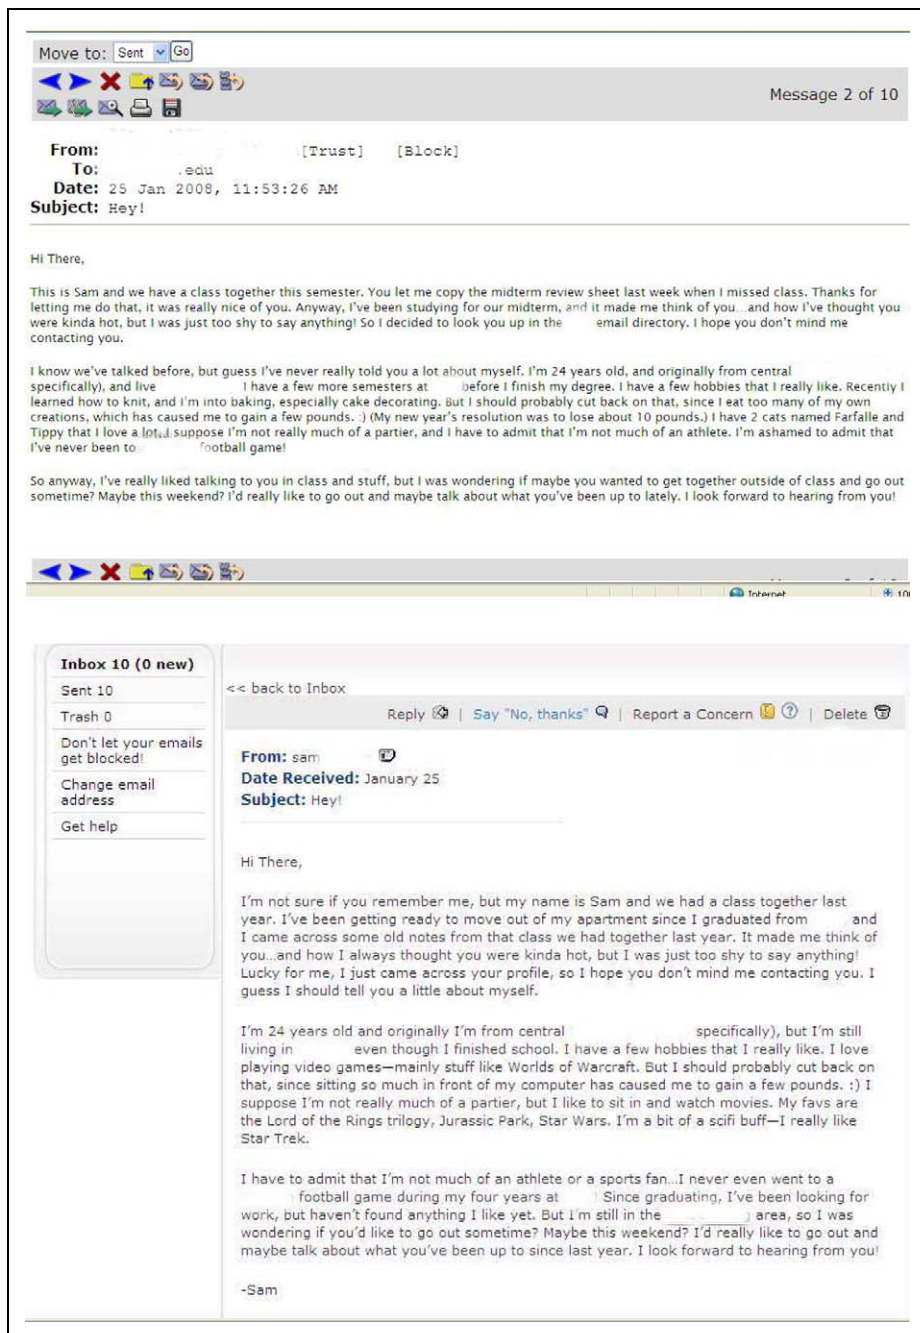 Move to: Sent Go
Message 2 of 10
From: [Trust] [Block]
To: .edu
Date: 25 Jan 2008, 11:53:26 AM
Subject: Hey!
Hi There,
This is Sam and we have a class together this semester. You let me copy the midterm review sheet last week when I missed class. Thanks for
letting me do that, it was really nice of you. Anyway, I've been studying for our midterm, and it made me think of you...and how I've thought you
were kinda hot, but I was just too shy to say anything! So I decided to look you up in the email directory. I hope you don't mind me
contacting you.
I know we've talked before, but guess I've never really told you a lot about myself. I'm 24 years old, and originally from central
specifically), and live I have a few more semesters at before I finish my degree. I have a few hobbies that I really like. Recently I
learned how to knit, and I'm into baking, especially cake decorating. But I should probably cut back on that, since I eat too many of my own
creations, which has caused me to gain a few pounds. :) (My new year's resolution was to lose about 10 pounds.) I have 2 cats named Farfalle and
Tippy that I love a lot. I suppose I'm not really much of a partier, and I have to admit that I'm not much of an athlete. I'm ashamed to admit that
I've never been to football game!
So anyway, I've really liked talking to you in class and stuff, but I was wondering if maybe you wanted to get together outside of class and go out
sometime? Maybe this weekend? I'd really like to go out and maybe talk about what you've been up to lately. I look forward to hearing from you!
Internet
Inbox 10 (0 new)
Sent 10
Trash 0
Don't let your emails
get blocked!
Change email
address
Get help
<< back to Inbox
Reply | Say "No, thanks" | Report a Concern ? | Delete
From: sam
Date Received: January 25
Subject: Hey!
Hi There,
I'm not sure if you remember me, but my name is Sam and we had a class together last
year. I've been getting ready to move out of my apartment since I graduated from and
I came across some old notes from that class we had together last year. It made me think of
you...and how I always thought you were kinda hot, but I was just too shy to say anything!
Lucky for me, I just came across your profile, so I hope you don't mind me contacting you. I
guess I should tell you a little about myself.
I'm 24 years old and originally I'm from central specifically), but I'm still
living in even though I finished school. I have a few hobbies that I really like. I love
playing video games—mainly stuff like Worlds of Warcraft. But I should probably cut back on
that, since sitting so much in front of my computer has caused me to gain a few pounds. :) I
suppose I'm not really much of a partier, but I like to sit in and watch movies. My favs are
the Lord of the Rings trilogy, Jurassic Park, Star Wars. I'm a bit of a scifi buff—I really like
Star Trek.
I have to admit that I'm not much of an athlete or a sports fan...I never even went to a
football game during my four years at Since graduating, I've been looking for
work, but haven't found anything I like yet. But I'm still in the area, so I was
wondering if you'd like to go out sometime? Maybe this weekend? I'd really like to go out and
maybe talk about what you've been up to since last year. I look forward to hearing from you!
-Sam